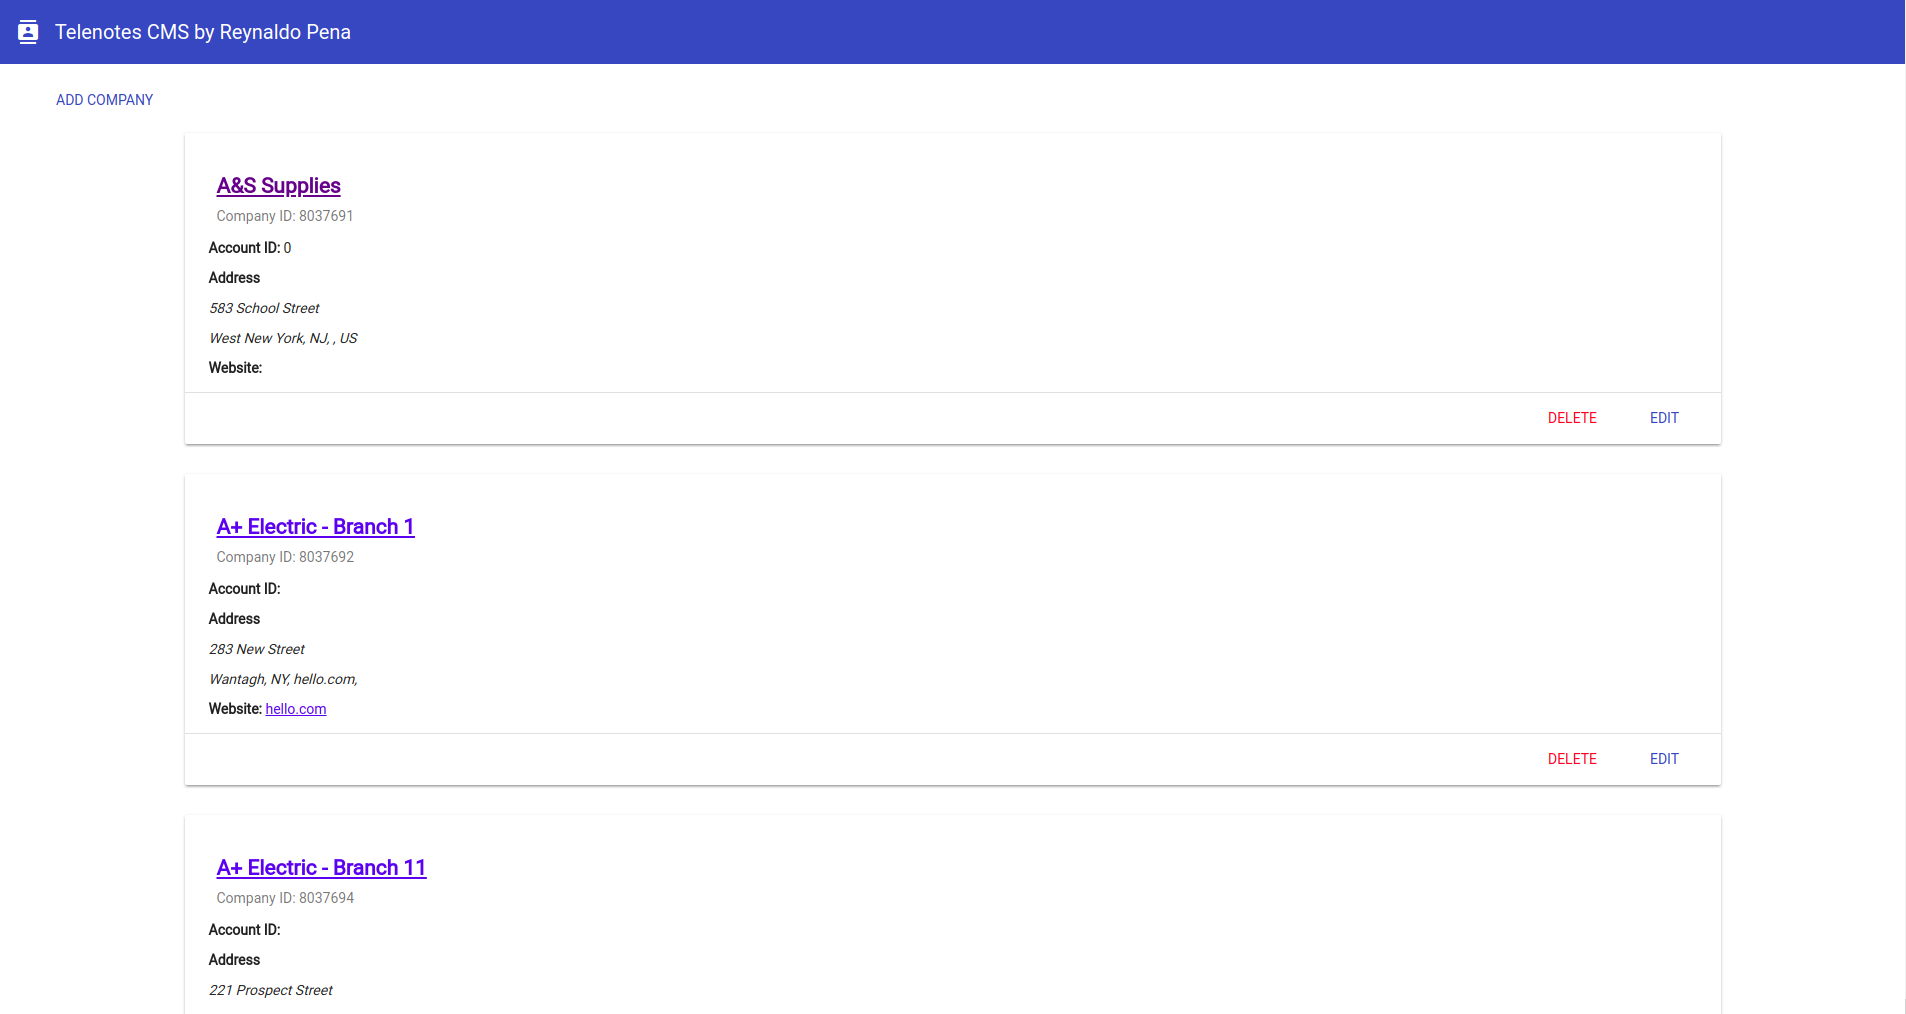 Telenotes CMS by Reynaldo Pena
ADD COMPANY
A&S Supplies
Company ID: 8037691
Account ID: 0
Address
583 School Street
West New York, NJ, , US
Website:
DELETE EDIT
A+ Electric - Branch 1
Company ID: 8037692
Account ID:
Address
283 New Street
Wantagh, NY, hello.com,
Website: hello.com
DELETE EDIT
A+ Electric - Branch 11
Company ID: 8037694
Account ID:
Address
221 Prospect Street